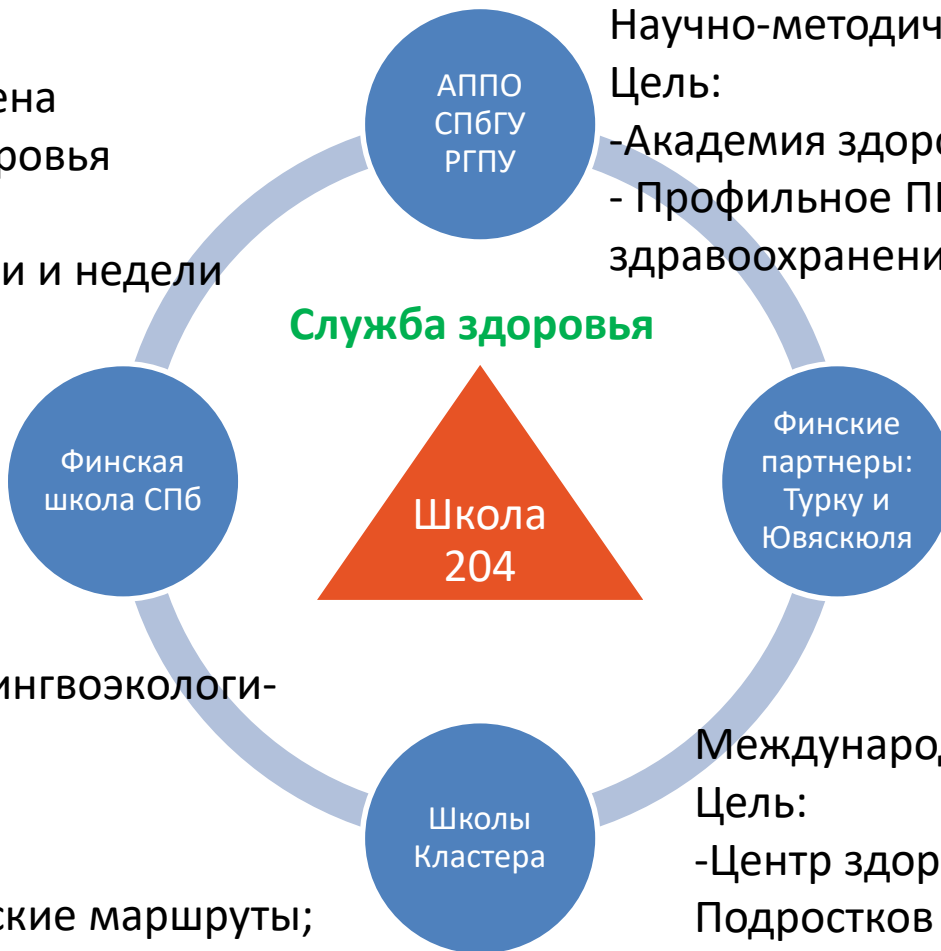 ена
ровья
и и недели
АППО
СПбГУ
РГПУ
Научно-методич
Цель:
-Академия здоро
- Профильное ПІ
здравоохранени
Служба здоровья
Финская
школа СПб
Школа
204
Финские
партнеры:
Турку и
Ювяскюля
ингвоэкологи-
ские маршруты;
Школы
Кластера
Международ
Цель:
-Центр здор
Подростков